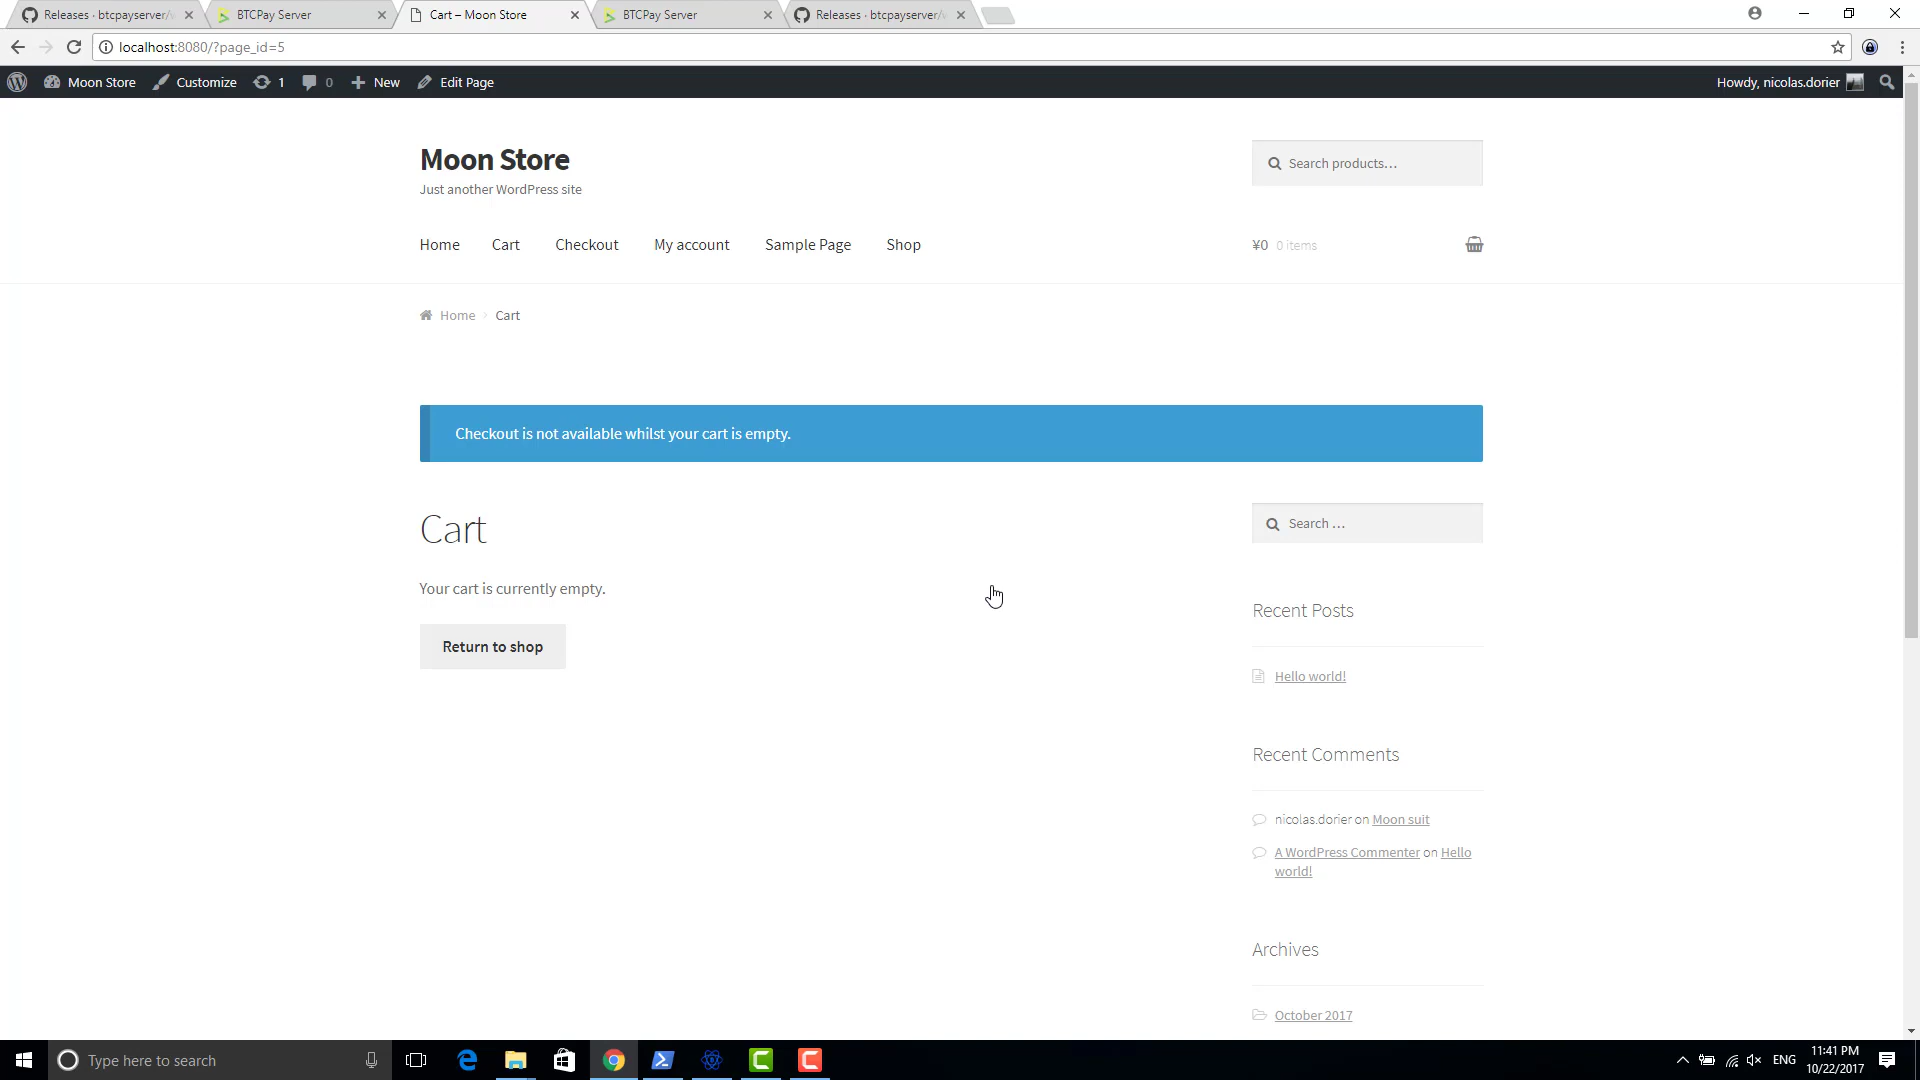 Releases · btcpayserver/
BTCPay Server
Cart – Moon Store
BTCPay Server
Releases · btcpayserver/
localhost:8080/?page_id=5
Moon Store
Customize
1
0
New
Edit Page
Howdy, nicolas.dorier
Moon Store
Search products…
Just another WordPress site
Home
Cart
Checkout
My account
Sample Page
Shop
¥0 0 items
Home
Cart
Checkout is not available whilst your cart is empty.
Cart
Search …
Your cart is currently empty.
Return to shop
Recent Posts
Hello world!
Recent Comments
nicolas.dorier on Moon suit
A WordPress Commenter on Hello
world!
Archives
October 2017
Type here to search
ENG
11:41 PM
10/22/2017